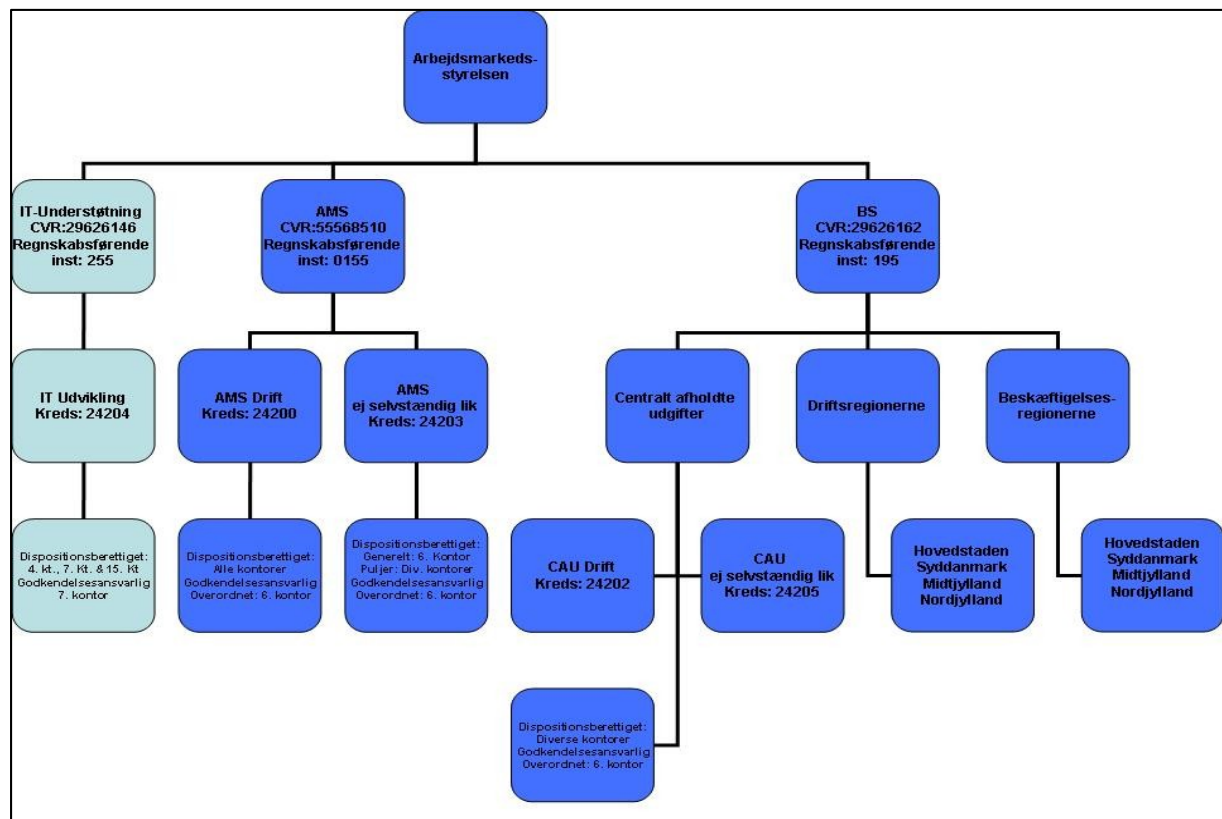 Arbejdsmarkeds-
styrelsen
IT-Understøtning
CVR:29626146
Regnskabsførende
inst: 255
AMS
CVR:55568510
Regnskabsførende
inst: 0155
BS
CVR:29626162
Regnskabsførende
inst: 195
IT Udvikling
Kreds: 24204
AMS Drift
Kreds: 24200
AMS
ej selvstændig lik
Kreds: 24203
Centralt afholdte
udgifter
Driftsregionerne
Beskæftigelses-
regionerne
Dispositionsberettiget:
4. kt., 7. Kt. & 15. Kt
Godkendelsesansvarlig
7. kontor
Dispositionsberettiget:
Alle kontorer
Godkendelsesansvarlig
Overordnet: 6. kontor
Dispositionsberettiget:
Generelt: 6. Kontor
Puljer: Div. kontorer
Godkendelsesansvarlig
Overordnet: 6. kontor
CAU Drift
Kreds: 24202
CAU
ej selvstændig lik
Kreds: 24205
Hovedstaden
Syddanmark
Midtjylland
Nordjylland
Hovedstaden
Syddanmark
Midtjylland
Nordjylland
Dispositionsberettiget:
Diverse kontorer
Godkendelsesansvarlig
Overordnet: 6. kontor